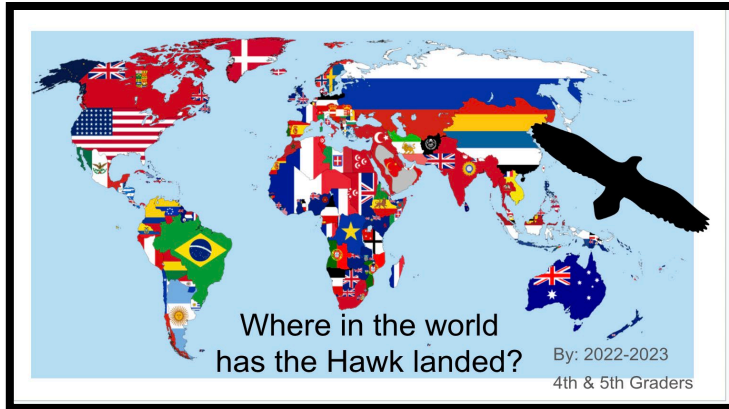 Where in the world
has the Hawk landed?
By: 2022-2023
4th & 5th Graders